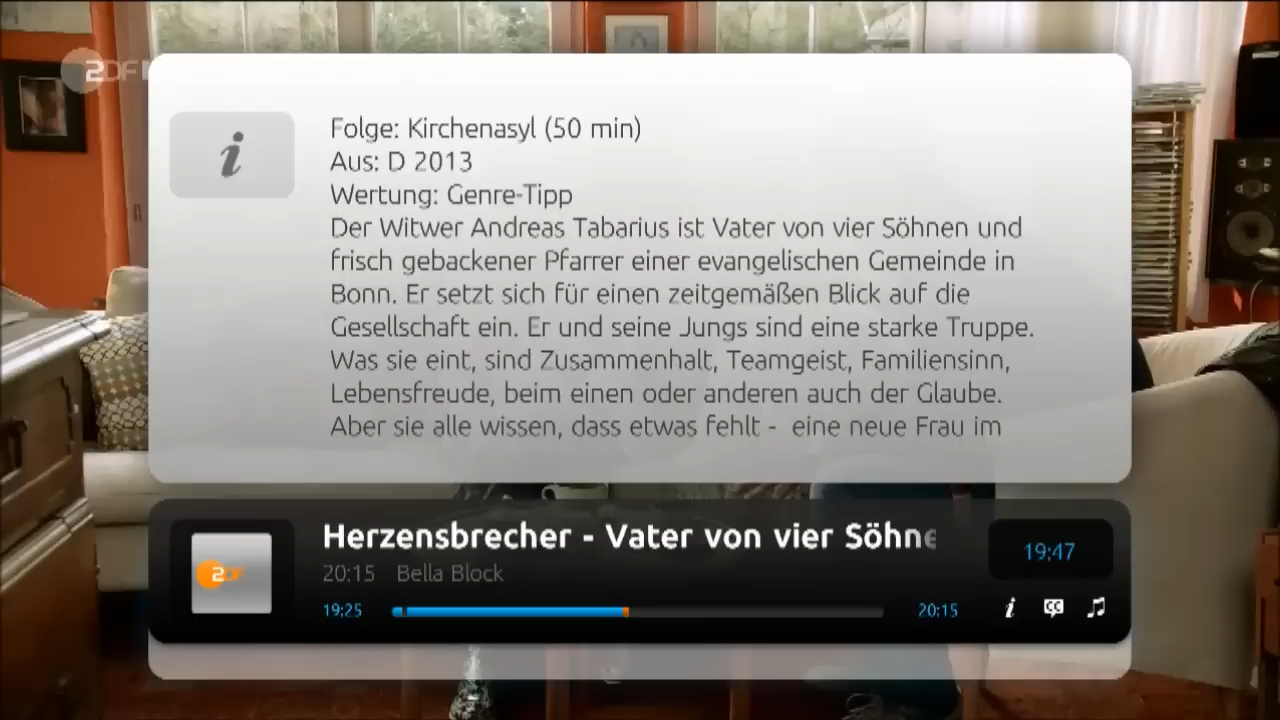 ZDF
i
Folge: Kirchenasyl (50 min)
Aus: D 2013
Wertung: Genre-Tipp
Der Witwer Andreas Tabarius ist Vater von vier Söhnen und
frisch gebackener Pfarrer einer evangelischen Gemeinde in
Bonn. Er setzt sich für einen zeitgemäßen Blick auf die
Gesellschaft ein. Er und seine Jungs sind eine starke Truppe.
Was sie eint, sind Zusammenhalt, Teamgeist, Familiensinn,
Lebensfreude, beim einen oder anderen auch der Glaube.
Aber sie alle wissen, dass etwas fehlt - eine neue Frau im
Herzensbrecher - Vater von vier Söhne
20:15 Bella Block
19:47
ZDF
19:25
20:15
i CC